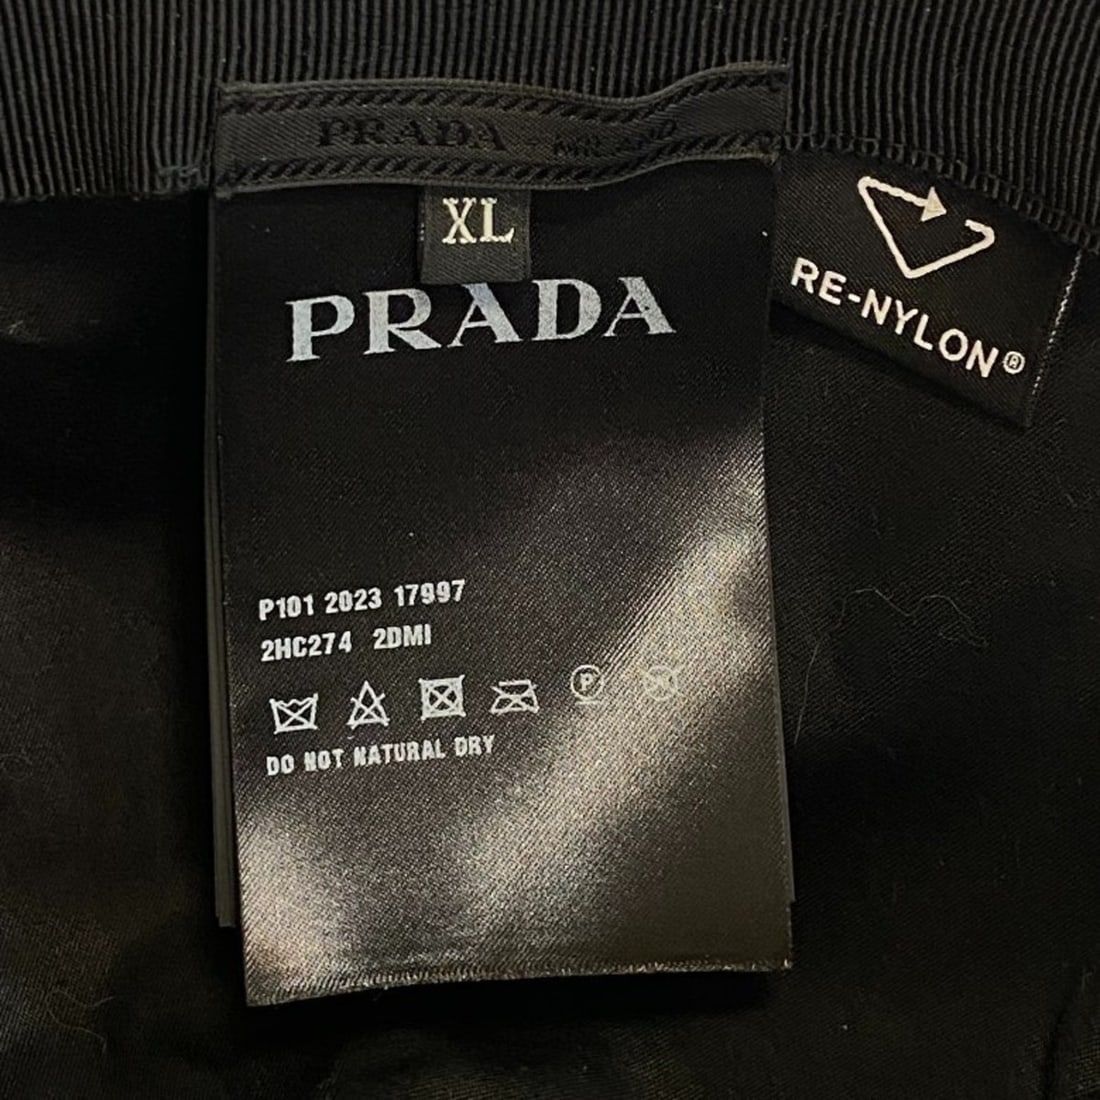 PRADA
XL
PRADA
RE-NYLON®
P101 2023 17997
2HC274 2DMI
P
DO NOT NATURAL DRY